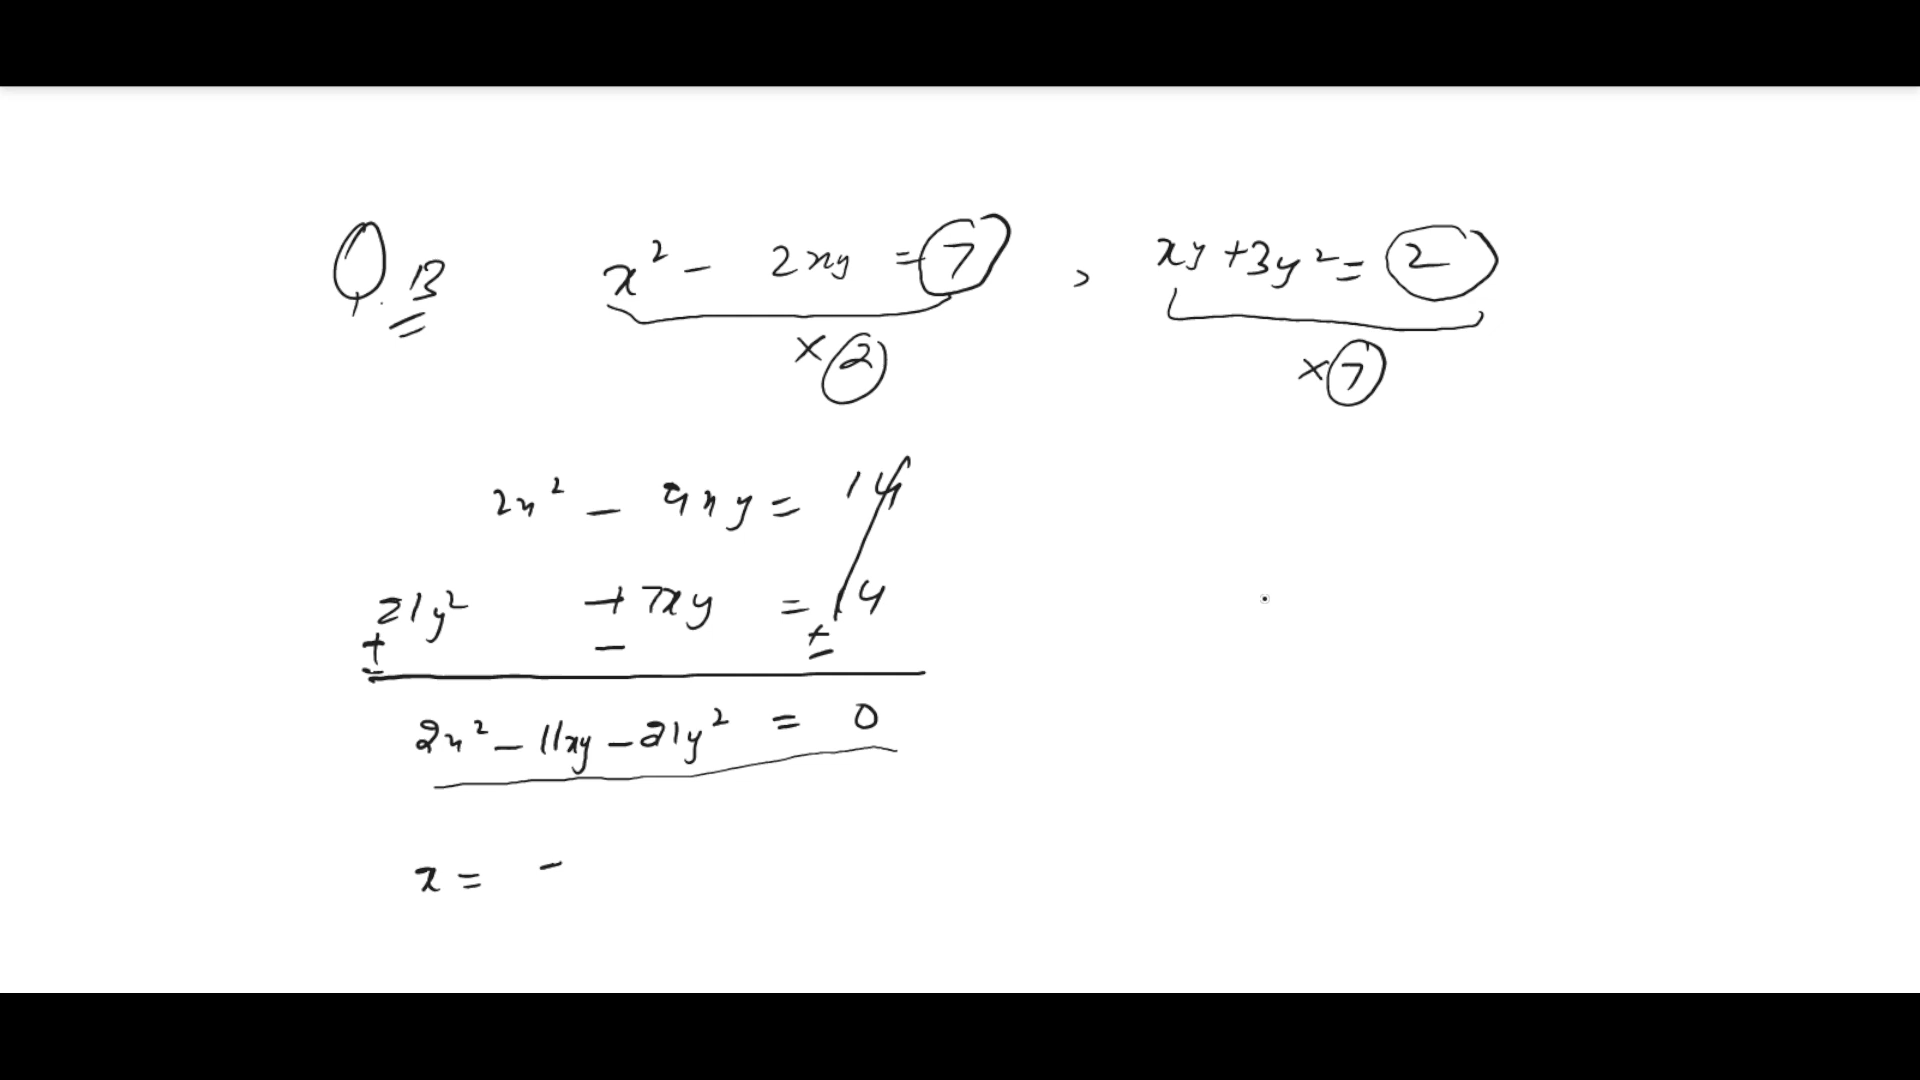 Q. 13 x² - 2xy = 7 , xy + 3y² = 2
×2 ×7
2x² - 4xy = 14
21y² + 7xy = 14
± - ±
2x² - 11xy - 21y² = 0
x = -